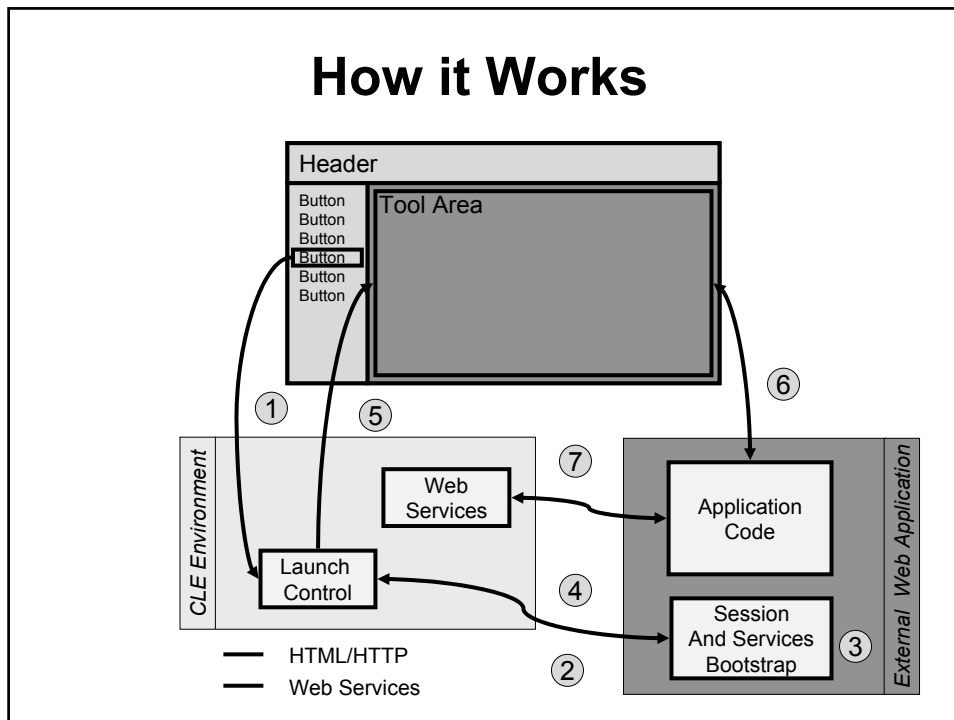 How it Works
Header
Button
Button
Button
Button
Button
Button
Tool Area
1
5
6
CLE Environment
Web
Services
Launch
Control
7
4
2
Application
Code
Session
And Services
Bootstrap
3
External Web Application
HTML/HTTP
Web Services